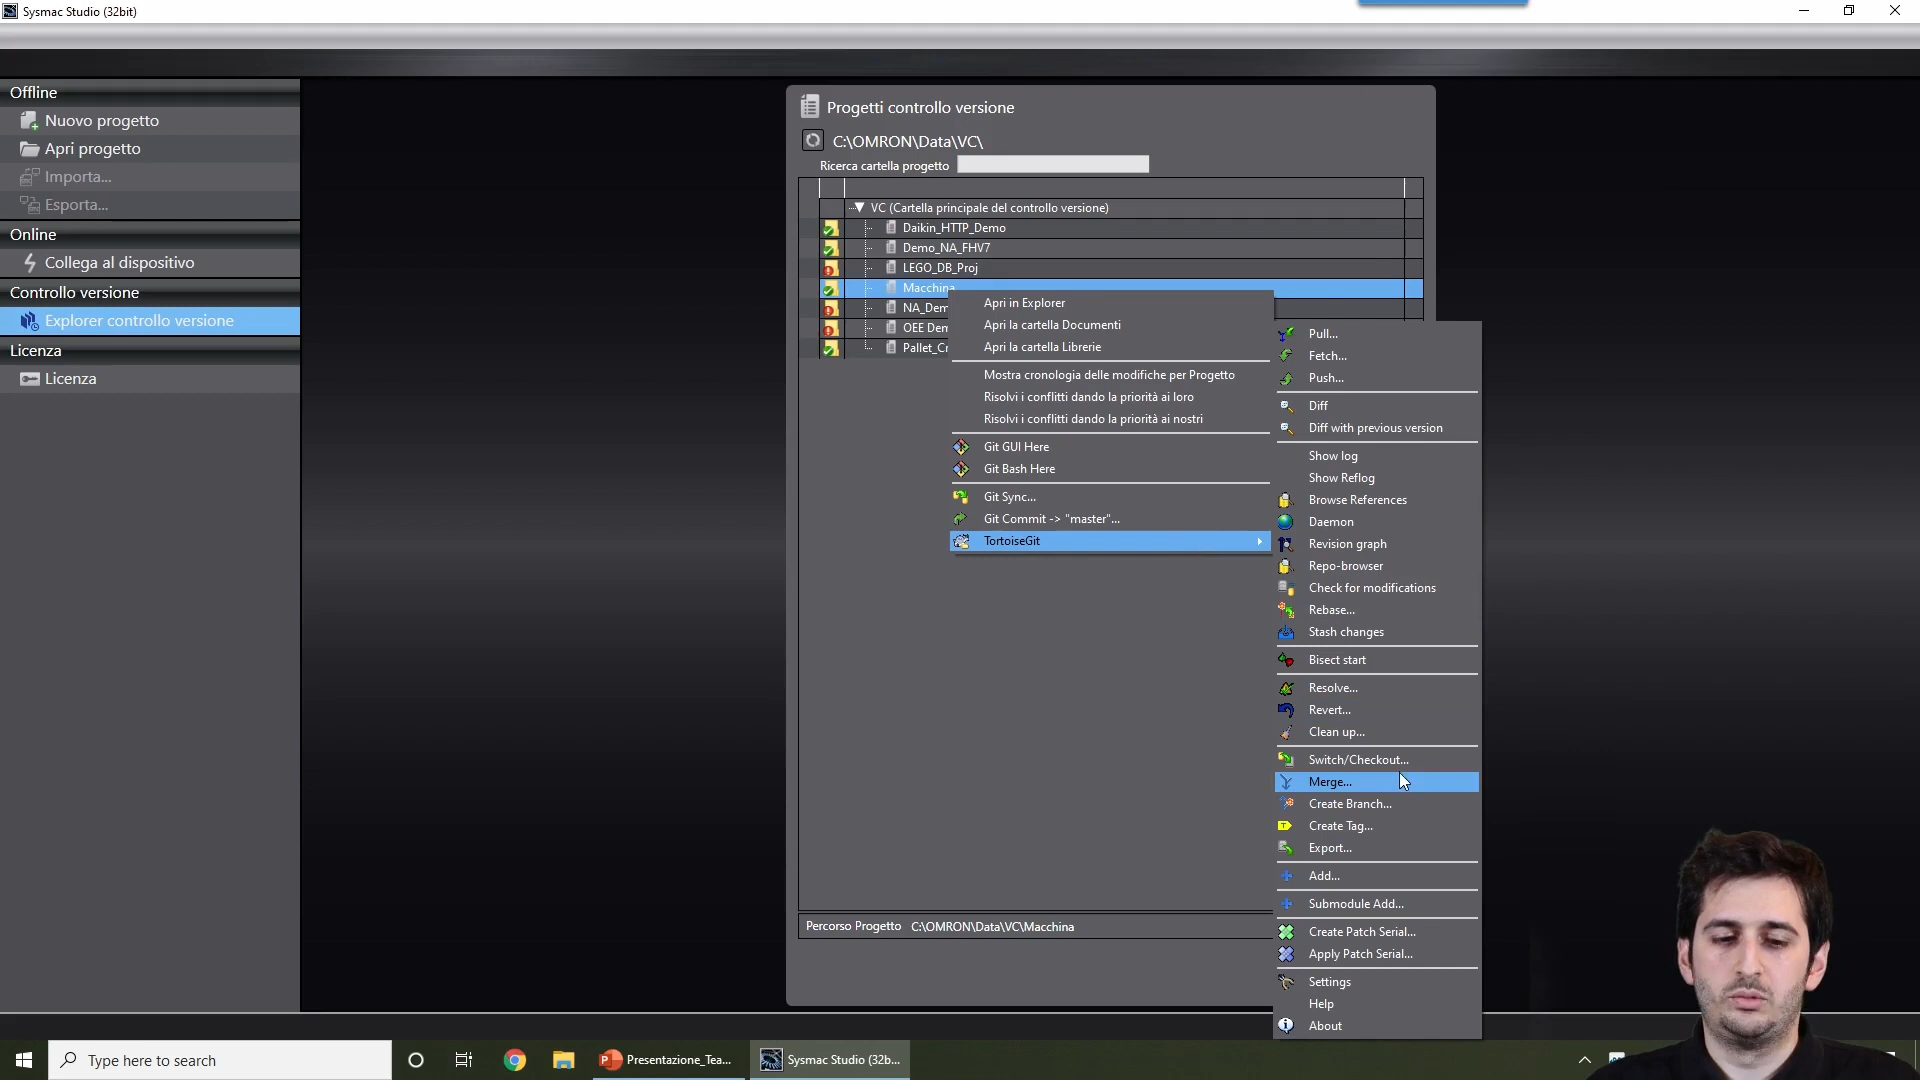 Sysmac Studio (32bit)
Offline
Nuovo progetto
Apri progetto
Importa...
Esporta...
Online
Collega al dispositivo
Controllo versione
Explorer controllo versione
Licenza
Licenza
Progetti controllo versione
C:\OMRON\Data\VC\
Ricerca cartella progetto
VC (Cartella principale del controllo versione)
Daikin_HTTP_Demo
Demo_NA_FHV7
LEGO_DB_Proj
Macchina
NA_Dem
OEE Dem
Pallet_Cr
Apri in Explorer
Apri la cartella Documenti
Apri la cartella Librerie
Mostra cronologia delle modifiche per Progetto
Risolvi i conflitti dando la priorità ai loro
Risolvi i conflitti dando la priorità ai nostri
Git GUI Here
Git Bash Here
Git Sync...
Git Commit -> "master"...
TortoiseGit
Pull...
Fetch...
Push...
Diff
Diff with previous version
Show log
Show Reflog
Browse References
Daemon
Revision graph
Repo-browser
Check for modifications
Rebase...
Stash changes
Bisect start
Resolve...
Revert...
Clean up...
Switch/Checkout...
Merge...
Create Branch...
Create Tag...
Export...
Add...
Submodule Add...
Create Patch Serial...
Apply Patch Serial...
Settings
Help
About
Percorso Progetto C:\OMRON\Data\VC\Macchina
Type here to search
Presentazione_Tea...
Sysmac Studio (32b...